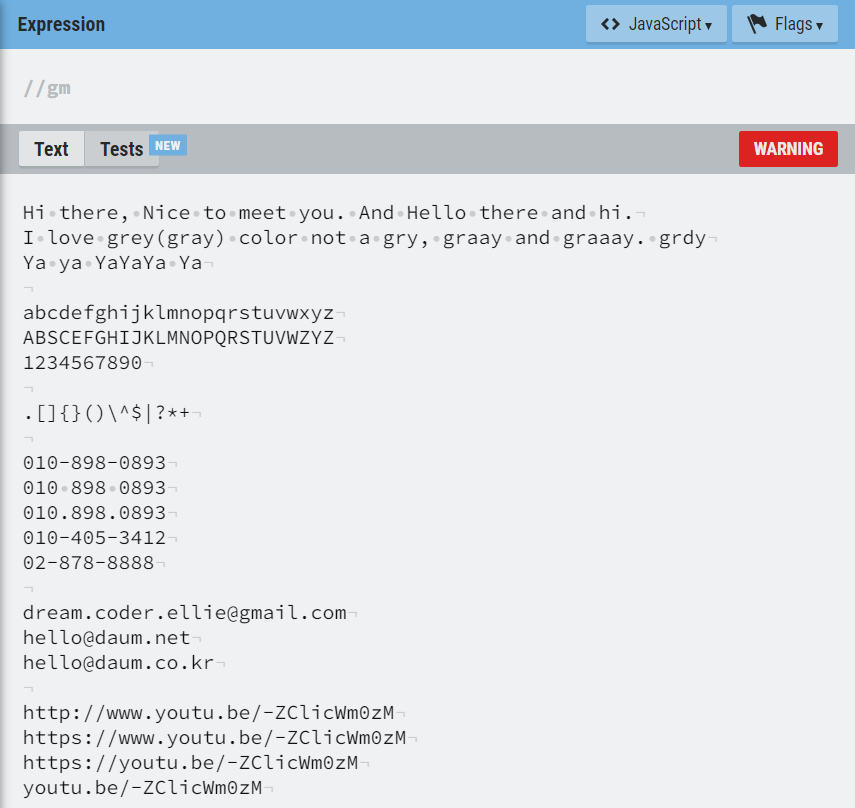 Expression
<> JavaScript ▾
Flags ▾
//gm
Text
Tests
NEW
WARNING
Hi there, Nice to meet you. And Hello there and hi.
I love grey(gray) color not a gry, graay and graaay. grdy
Ya ya YaYaYa Ya
abcdefghijklmnopqrstuvwxyz
ABSCEFGHIJKLMNOPQRSTUVWZYZ
1234567890
.[]{}()\^$|?*+
010-898-0893
010 898 0893
010.898.0893
010-405-3412
02-878-8888
dream.coder.ellie@gmail.com
hello@daum.net
hello@daum.co.kr
http://www.youtu.be/-ZClicWm0zM
https://www.youtu.be/-ZClicWm0zM
https://youtu.be/-ZClicWm0zM
youtu.be/-ZClicWm0zM